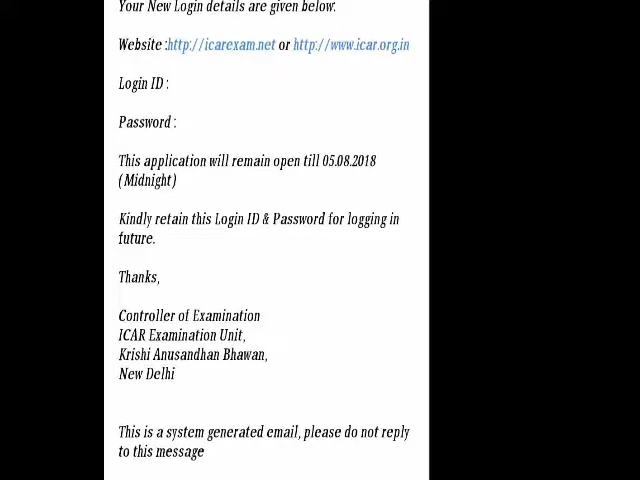 Your New Login details are given below:
Website :http://icarexam.net or http://www.icar.org.in
Login ID :
Password :
This application will remain open till 05.08.2018
(Midnight)
Kindly retain this Login ID & Password for logging in
future.
Thanks,
Controller of Examination
ICAR Examination Unit,
Krishi Anusandhan Bhawan,
New Delhi
This is a system generated email, please do not reply
to this message